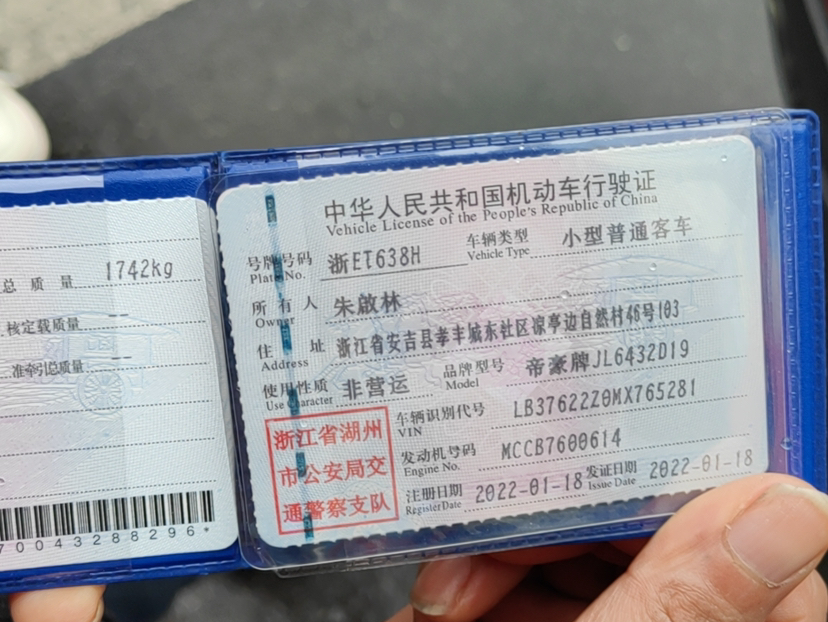 总质量 1742kg
核定载质量 --
准牵引总质量 --
70043288296*
中华人民共和国机动车行驶证
Vehicle License of the People's Republic of China
号牌号码 浙ET638H 车辆类型 小型普通客车
Plate No. Vehicle Type
所有人 朱啟林
Owner
住址 浙江省安吉县孝丰城东社区凉亭边自然村46号103
Address
使用性质 非营运 品牌型号 帝豪牌JL6432D19
Use Character Model
车辆识别代号 LB37622Z0MX765281
VIN
发动机号码 MCCB7600614
Engine No.
注册日期 2022-01-18 发证日期 2022-01-18
Register Date Issue Date
浙江省湖州
市公安局交
通警察支队